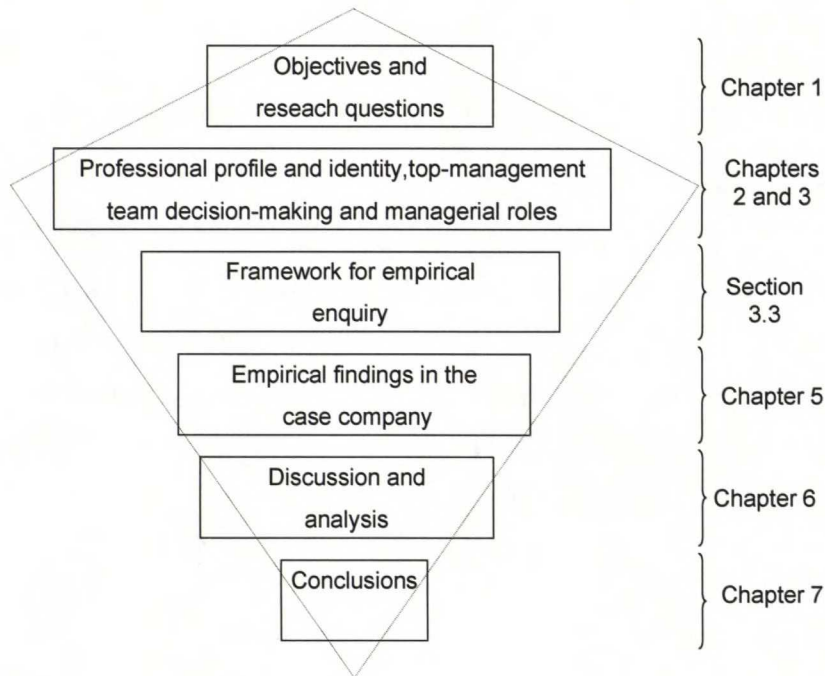 Objectives and
reseach questions
Chapter 1
Professional profile and identity,top-management
team decision-making and managerial roles
Chapters
2 and 3
Framework for empirical
enquiry
Section
3.3
Empirical findings in the
case company
Chapter 5
Discussion and
analysis
Chapter 6
Conclusions
Chapter 7